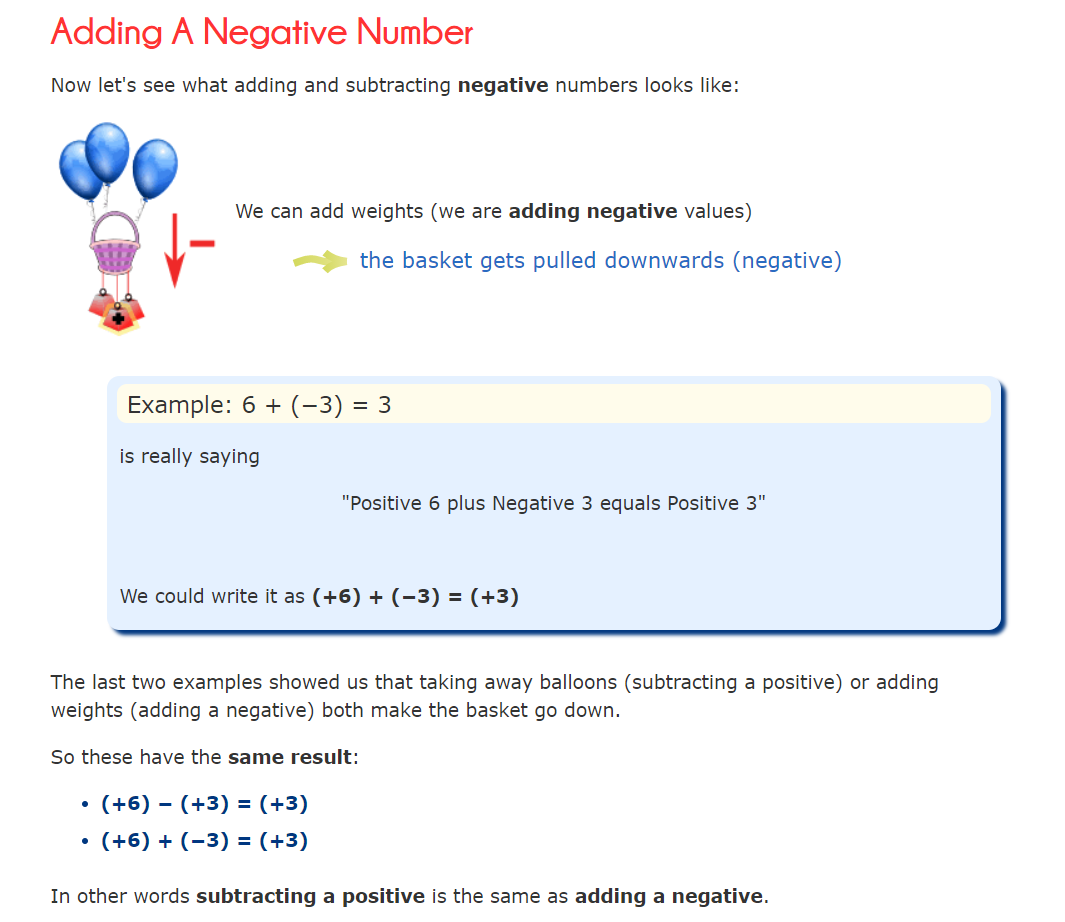 Adding A Negative Number
Now let's see what adding and subtracting negative numbers looks like:
We can add weights (we are adding negative values)
the basket gets pulled downwards (negative)
Example: 6 + (−3) = 3
is really saying
"Positive 6 plus Negative 3 equals Positive 3"
We could write it as (+6) + (−3) = (+3)
The last two examples showed us that taking away balloons (subtracting a positive) or adding
weights (adding a negative) both make the basket go down.
So these have the same result:
• (+6) − (+3) = (+3)
• (+6) + (−3) = (+3)
In other words subtracting a positive is the same as adding a negative.